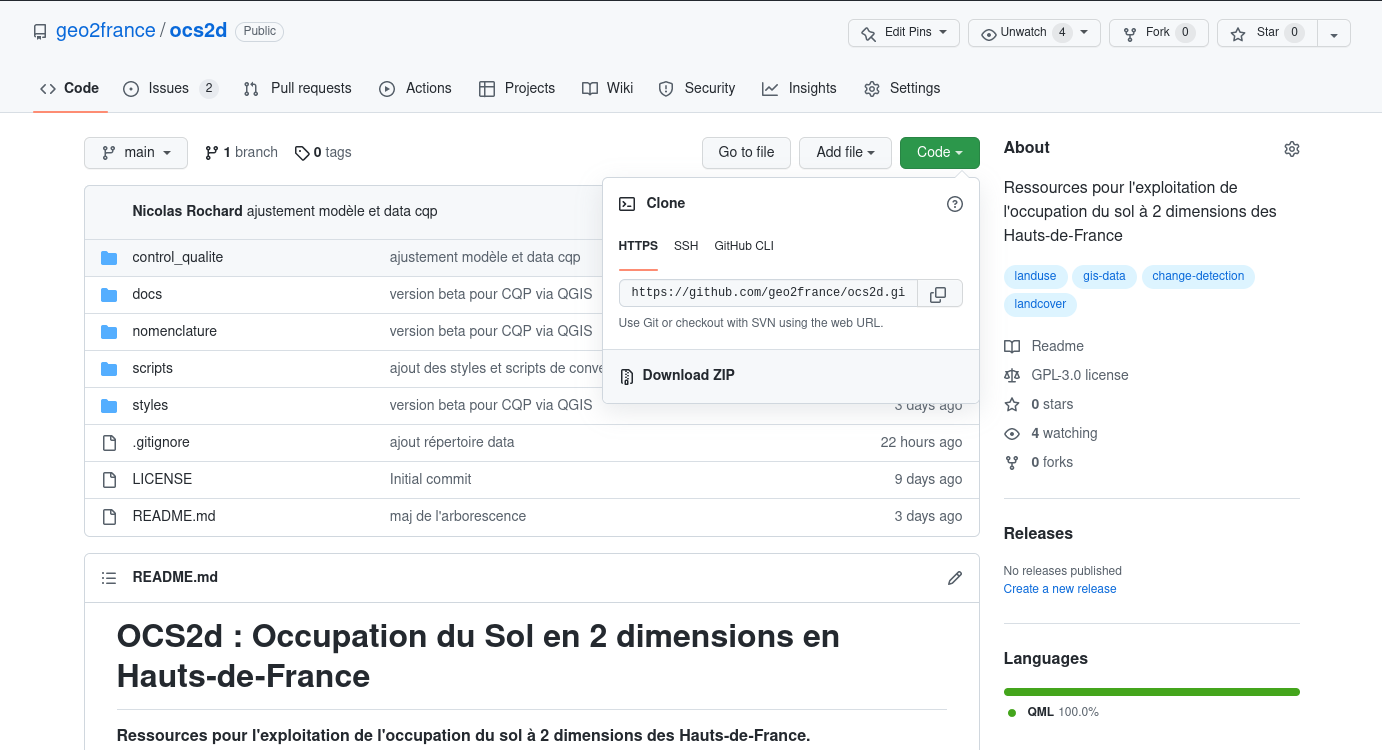 geo2france / ocs2d Public
Edit Pins Unwatch 4 Fork 0 Star 0
Code Issues 2 Pull requests Actions Projects Wiki Security Insights Settings
main 1 branch 0 tags Go to file Add file Code
Nicolas Rochard ajustement modèle et data cqp
control_qualite ajustement modèle et data cqp
docs version beta pour CQP via QGIS
nomenclature version beta pour CQP via QGIS
scripts ajout des styles et scripts de conve
styles version beta pour CQP via QGIS 3 days ago
.gitignore ajout répertoire data 22 hours ago
LICENSE Initial commit 9 days ago
README.md maj de l'arborescence 3 days ago
Clone
HTTPS SSH GitHub CLI
https://github.com/geo2france/ocs2d.gi
Use Git or checkout with SVN using the web URL.
Download ZIP
README.md
OCS2d : Occupation du Sol en 2 dimensions en
Hauts-de-France
Ressources pour l'exploitation de l'occupation du sol à 2 dimensions des Hauts-de-France.
About
Ressources pour l'exploitation de
l'occupation du sol à 2 dimensions des
Hauts-de-France
landuse gis-data change-detection
landcover
Readme
GPL-3.0 license
0 stars
4 watching
0 forks
Releases
No releases published
Create a new release
Languages
QML 100.0%